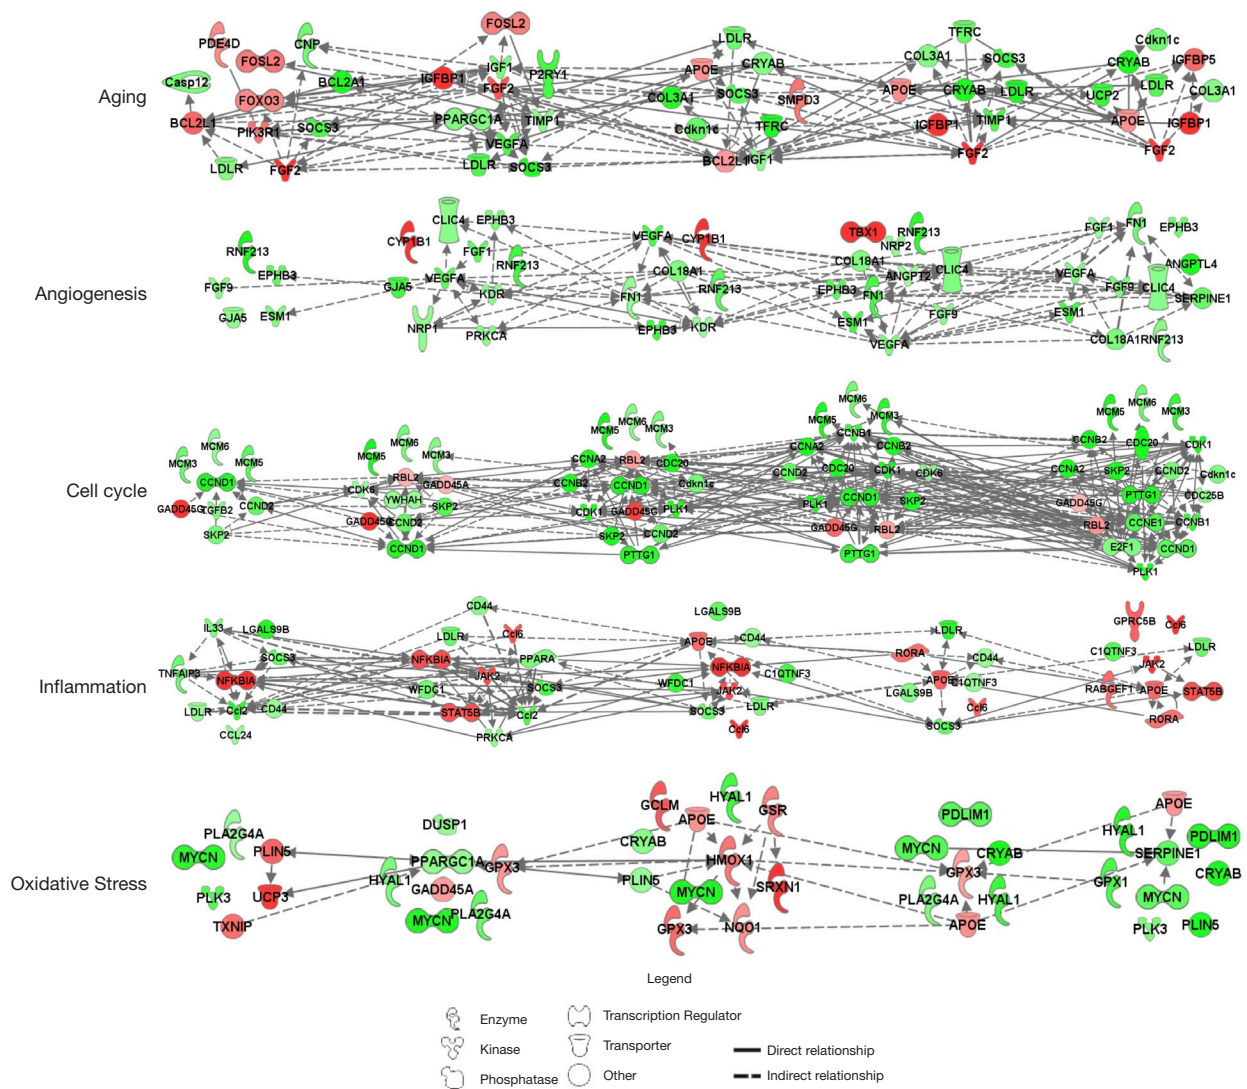 Aging
PDE4D
FOSL2
CNP
Casp12
BCL2A1
FOXO3
BCL2L1
PIK3R1
SOCS3
LDLR
FGF2
FOSL2
IGF1
IGFBP1
FGF2
P2RY1
PPARGC1A
TIMP1
VEGFA
LDLR
SOCS3
LDLR
APOE
CRYAB
COL3A1
SOCS3
SMPD3
Cdkn1c
TFRC
BCL2L1
IGF1
TFRC
COL3A1
SOCS3
APOE
CRYAB
LDLR
IGFBP1
TIMP1
FGF2
Cdkn1c
CRYAB
IGFBP5
UCP2
LDLR
COL3A1
APOE
IGFBP1
FGF2
Angiogenesis
RNF213
EPHB3
FGF9
GJA5
ESM1
CLIC4
EPHB3
CYP1B1
FGF1
RNF213
VEGFA
GJA5
KDR
NRP1
PRKCA
VEGFA
CYP1B1
COL18A1
FN1
RNF213
EPHB3
KDR
TBX1
RNF213
NRP2
COL18A1
ANGPT2
CLIC4
EPHB3
FN1
ESM1
FGF9
VEGFA
FGF1
FN1
EPHB3
VEGFA
ANGPTL4
FGF9
CLIC4
SERPINE1
ESM1
COL18A1
RNF213
Cell cycle
MCM6
MCM3
MCM5
CCND1
GADD45G
TGFB2
CCND2
SKP2
MCM6
MCM5
MCM3
RBL2
CDK6
GADD45A
YWHAH
SKP2
GADD45G
CCND2
CCND1
MCM6
MCM5
MCM3
CCNA2
RBL2
CDC20
CCNB2
CCND1
Cdkn1c
CDK1
GADD45G
PLK1
SKP2
CCND2
PTTG1
MCM6
MCM5
MCM3
CCNB1
CCNA2
CCNB2
CCND2
CDC20
CDK1
CDK6
CCND1
SKP2
PLK1
GADD45G
RBL2
PTTG1
MCM6
MCM5
MCM3
CCNB2
CDC20
CDK1
CCNA2
SKP2
CCND2
Cdkn1c
PTTG1
CDC25B
GADD45G
RBL2
CCNE1
CCNB1
E2F1
CCND1
PLK1
Inflammation
IL33
LGALS9B
SOCS3
TNFAIP3
NFKBIA
LDLR
Ccl2
CD44
CCL24
CD44
LDLR
Ccl6
NFKBIA
PPARA
JAK2
WFDC1
SOCS3
STAT5B
Ccl2
PRKCA
LGALS9B
APOE
CD44
NFKBIA
C1QTNF3
WFDC1
JAK2
SOCS3
LDLR
Ccl6
LDLR
RORA
CD44
APOE
C1QTNF3
LGALS9B
Ccl6
SOCS3
GPRC5B
Ccl6
C1QTNF3
LDLR
JAK2
RABGEF1
APOE
STAT5B
RORA
Oxidative Stress
PLA2G4A
MYCN
PLIN5
PLK3
UCP3
TXNIP
DUSP1
PPARGC1A
GPX3
HYAL1
GADD45A
MYCN
PLA2G4A
GCLM
HYAL1
GSR
APOE
CRYAB
HMOX1
PLIN5
MYCN
SRXN1
GPX3
NQO1
PDLIM1
MYCN
CRYAB
GPX3
PLA2G4A
HYAL1
APOE
APOE
HYAL1
PDLIM1
SERPINE1
GPX1
CRYAB
MYCN
PLK3
PLIN5
Legend
Enzyme
Kinase
Phosphatase
Transcription Regulator
Transporter
Other
Direct relationship
Indirect relationship